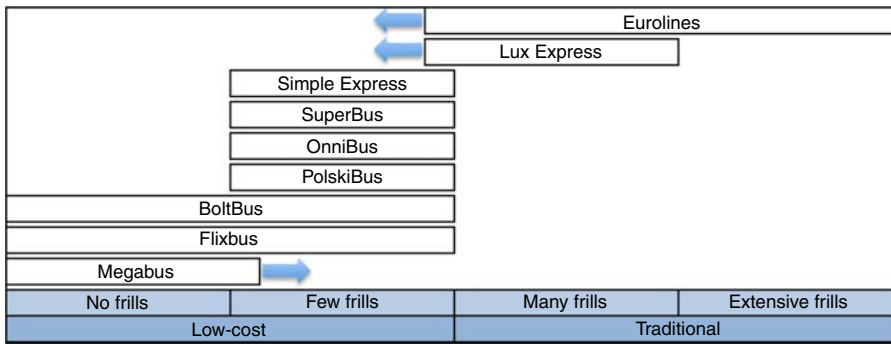 Eurolines
Lux Express
Simple Express
SuperBus
OnniBus
PolskiBus
BoltBus
Flixbus
Megabus
No frills Few frills Many frills Extensive frills
Low-cost Traditional